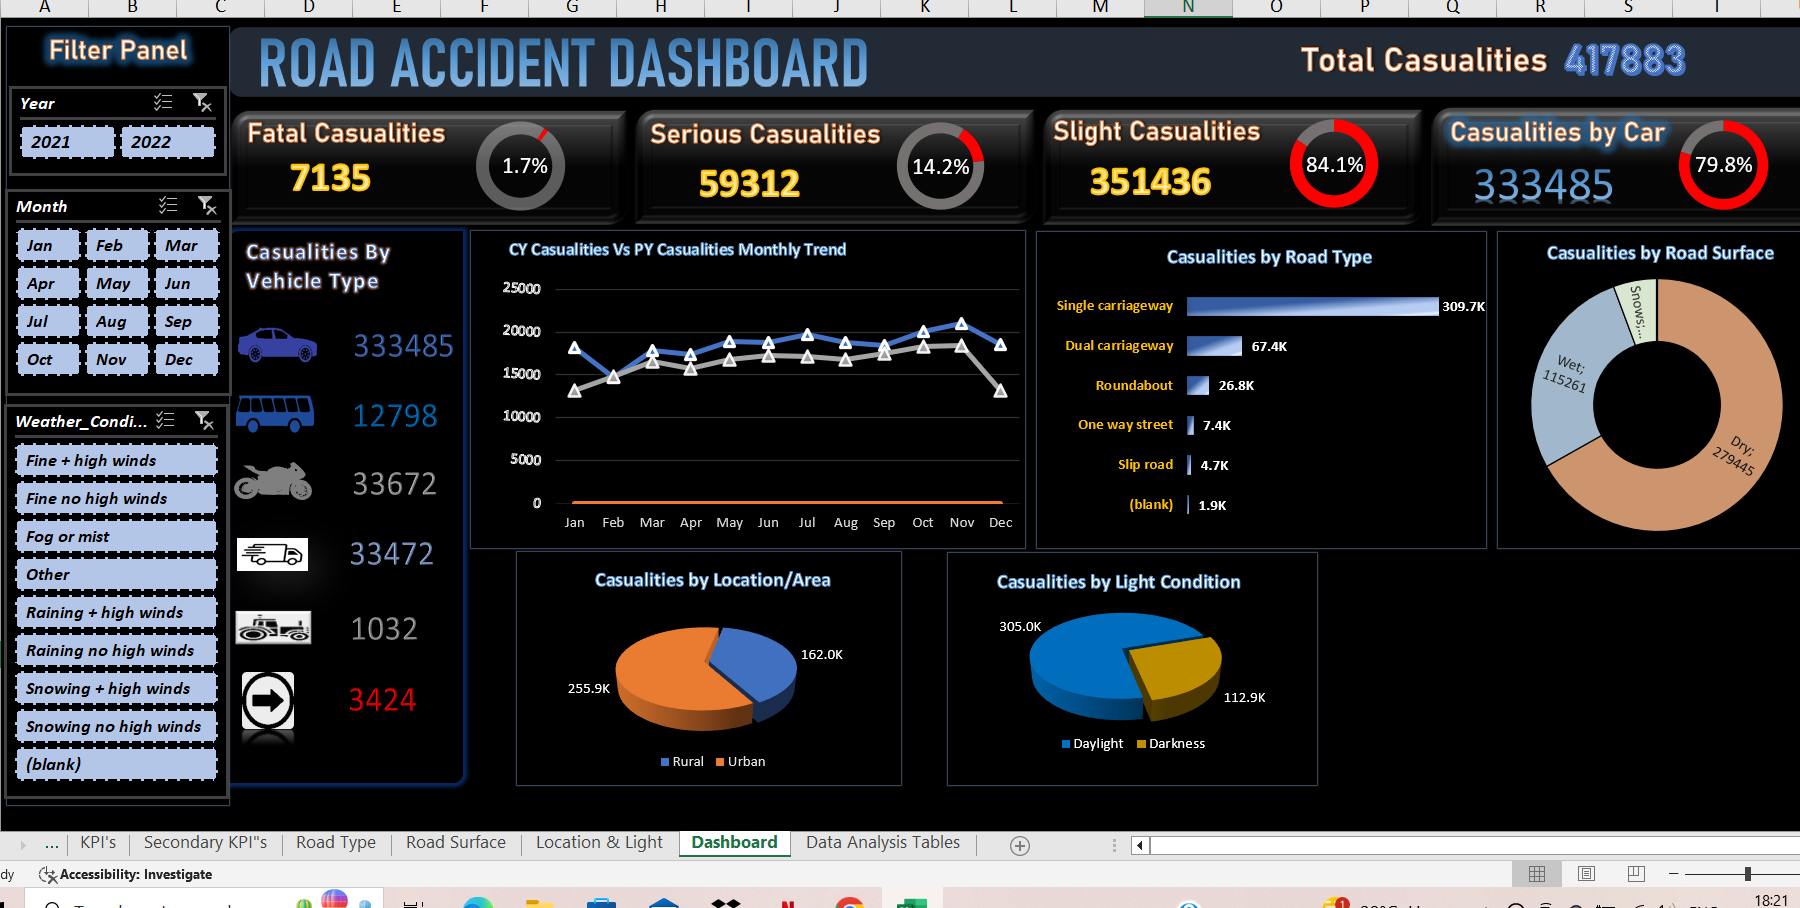 A B C D E F G H I J K L M N O P Q R S T
Filter Panel
ROAD ACCIDENT DASHBOARD
Total Casualities 417883
Year
2021 2022
Month
Jan Feb Mar
Apr May Jun
Jul Aug Sep
Oct Nov Dec
Weather_Condi...
Fine + high winds
Fine no high winds
Fog or mist
Other
Raining + high winds
Raining no high winds
Snowing + high winds
Snowing no high winds
(blank)
Fatal Casualities
7135
1.7%
Serious Casualities
59312
14.2%
Slight Casualities
351436
84.1%
Casualities by Car
333485
79.8%
Casualities By
Vehicle Type
333485
12798
33672
33472
1032
3424
CY Casualities Vs PY Casualities Monthly Trend
25000
20000
15000
10000
5000
0
Jan Feb Mar Apr May Jun Jul Aug Sep Oct Nov Dec
Casualities by Road Type
Single carriageway 309.7K
Dual carriageway 67.4K
Roundabout 26.8K
One way street 7.4K
Slip road 4.7K
(blank) 1.9K
Casualities by Road Surface
Snows;...
Wet;
115261
Dry;
279445
Casualities by Location/Area
162.0K
255.9K
Rural Urban
Casualities by Light Condition
305.0K
112.9K
Daylight Darkness
... KPI's Secondary KPI"s Road Type Road Surface Location & Light Dashboard Data Analysis Tables
dy Accessibility: Investigate
1
18:21